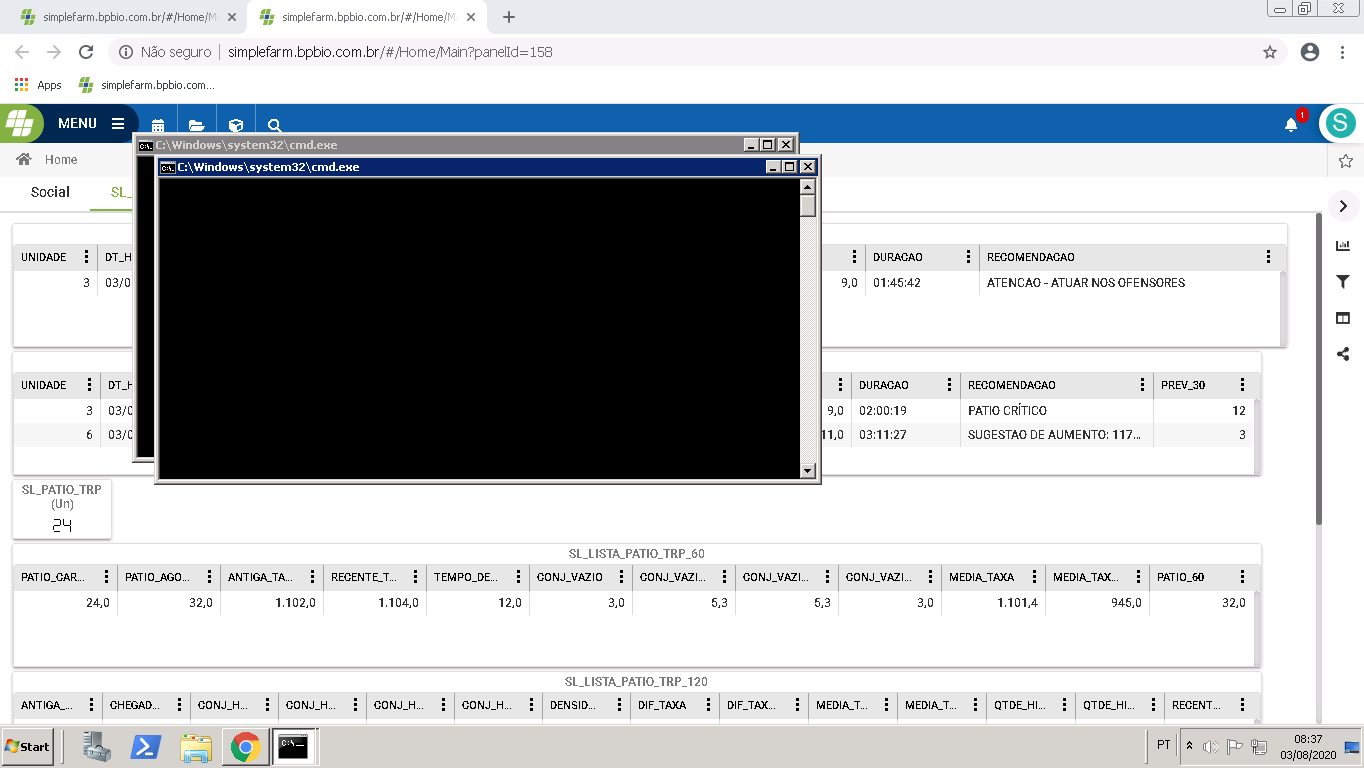 simplefarm.bpbio.com.br/#/Home/M
simplefarm.bpbio.com.br/#/Home/Ma
Não seguro simplefarm.bpbio.com.br/#/Home/Main?panelId=158
Apps simplefarm.bpbio.com...
MENU 1 S
C:\Windows\system32\cmd.exe
Home
C:\Windows\system32\cmd.exe
Social SL_
UNIDADE DT_H DURACAO RECOMENDACAO
3 03/0 9,0 01:45:42 ATENCAO - ATUAR NOS OFENSORES
UNIDADE DT_H DURACAO RECOMENDACAO PREV_30
3 03/0 9,0 02:00:19 PATIO CRÍTICO 12
6 03/0 11,0 03:11:27 SUGESTAO DE AUMENTO: 117... 3
SL_PATIO_TRP
(Un)
24
SL_LISTA_PATIO_TRP_60
PATIO_CAR... PATIO_AGO... ANTIGA_TA... RECENTE_T... TEMPO_DE... CONJ_VAZIO CONJ_VAZI... CONJ_VAZI... CONJ_VAZI... MEDIA_TAXA MEDIA_TAX... PATIO_60
24,0 32,0 1.102,0 1.104,0 12,0 3,0 5,3 5,3 3,0 1.101,4 945,0 32,0
SL_LISTA_PATIO_TRP_120
ANTIGA_... CHEGAD... CONJ_H... CONJ_H... CONJ_H... CONJ_H... DENSID... DIF_TAXA DIF_TAX... MEDIA_T... MEDIA_T... QTDE_HI... QTDE_HI... RECENT...
Start PT 08:37
03/08/2020